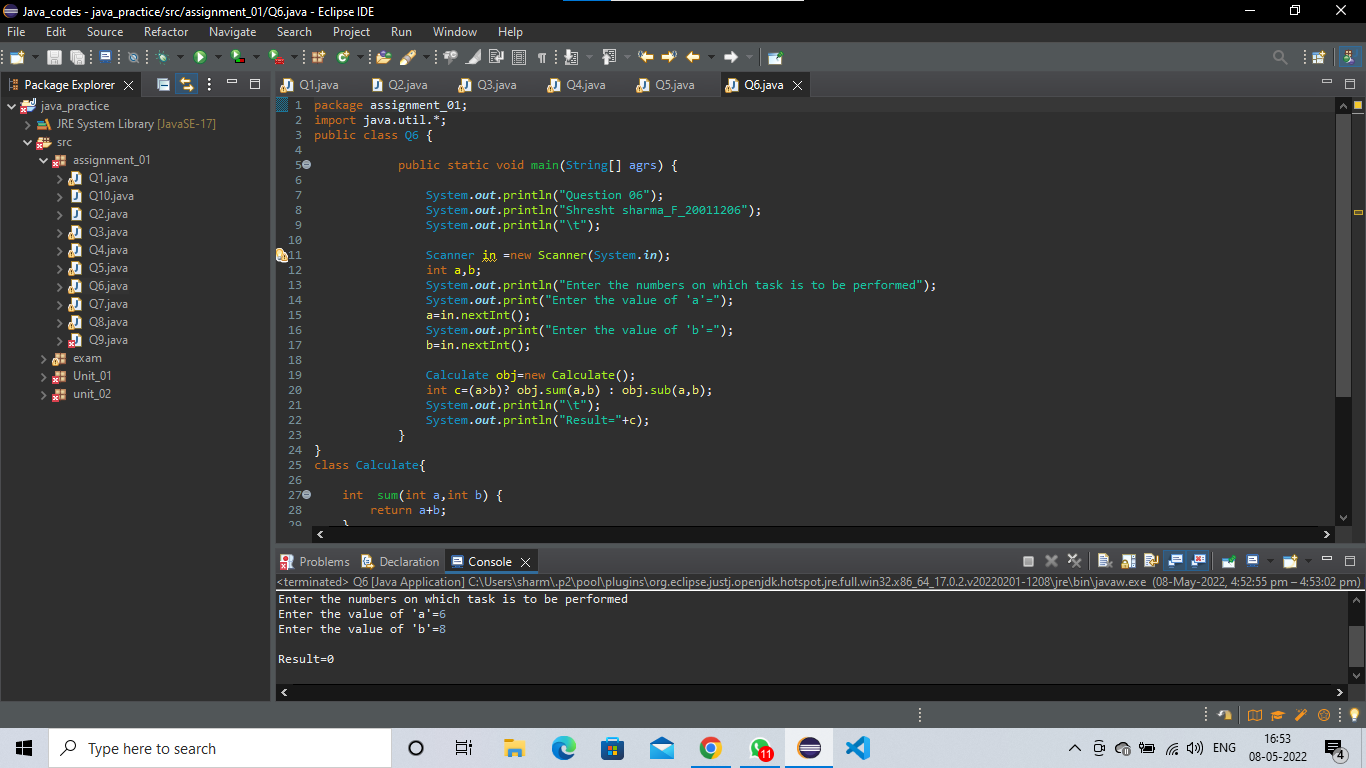 Java_codes - java_practice/src/assignment_01/Q6.java - Eclipse IDE
File Edit Source Refactor Navigate Search Project Run Window Help
Package Explorer
Q1.java Q2.java Q3.java Q4.java Q5.java Q6.java
java_practice
JRE System Library [JavaSE-17]
src
assignment_01
Q1.java
Q10.java
Q2.java
Q3.java
Q4.java
Q5.java
Q6.java
Q7.java
Q8.java
Q9.java
exam
Unit_01
unit_02
1 package assignment_01;
2 import java.util.*;
3 public class Q6 {
4
5 public static void main(String[] agrs) {
6
7 System.out.println("Question 06");
8 System.out.println("Shresht sharma_F_20011206");
9 System.out.println("\t");
10
11 Scanner in =new Scanner(System.in);
12 int a,b;
13 System.out.println("Enter the numbers on which task is to be performed");
14 System.out.print("Enter the value of 'a'=");
15 a=in.nextInt();
16 System.out.print("Enter the value of 'b'=");
17 b=in.nextInt();
18
19 Calculate obj=new Calculate();
20 int c=(a>b)? obj.sum(a,b) : obj.sub(a,b);
21 System.out.println("\t");
22 System.out.println("Result="+c);
23 }
24 }
25 class Calculate{
26
27 int  sum(int a,int b) {
28 return a+b;
29 }
Problems Declaration Console
<terminated> Q6 [Java Application] C:\Users\sharm\.p2\pool\plugins\org.eclipse.justj.openjdk.hotspot.jre.full.win32.x86_64_17.0.2.v20220201-1208\jre\bin\javaw.exe (08-May-2022, 4:52:55 pm – 4:53:02 pm)
Enter the numbers on which task is to be performed
Enter the value of 'a'=6
Enter the value of 'b'=8
Result=0
Type here to search
11
ENG
16:53
08-05-2022
4